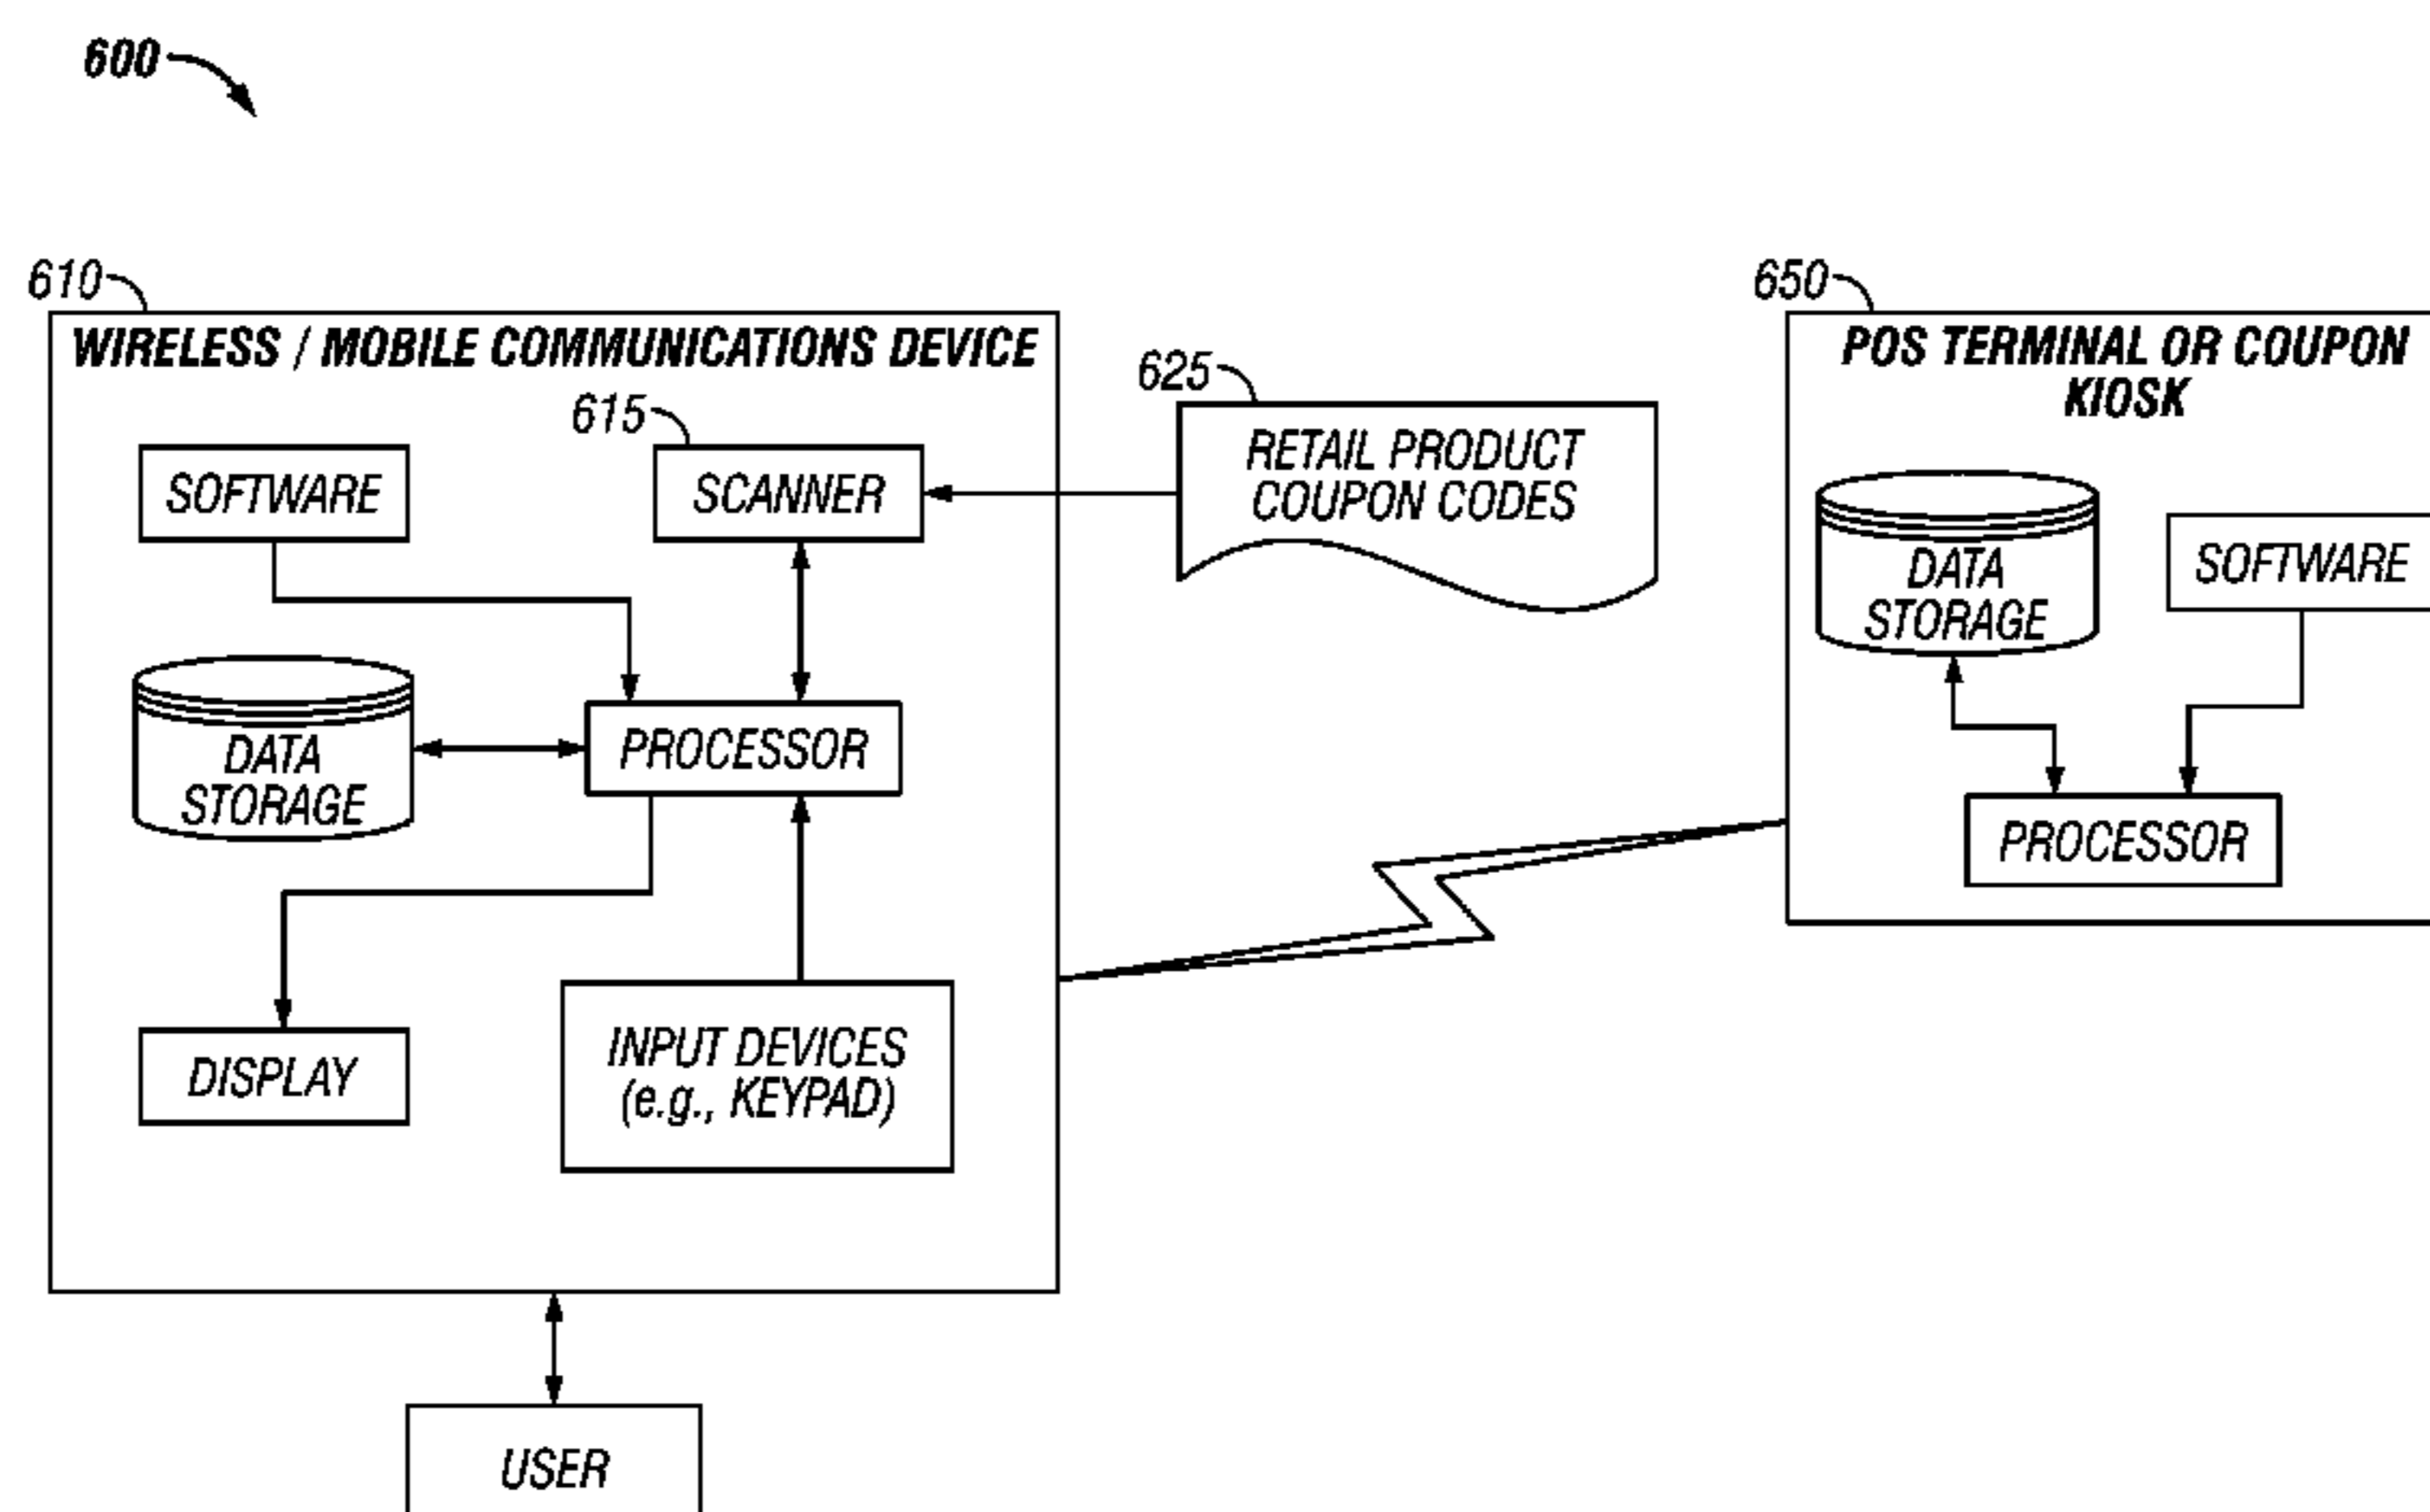 600
610
WIRELESS / MOBILE COMMUNICATIONS DEVICE
615
SOFTWARE
SCANNER
DATA
STORAGE
PROCESSOR
DISPLAY
INPUT DEVICES
(e.g., KEYPAD)
USER
625
RETAIL PRODUCT
COUPON CODES
650
POS TERMINAL OR COUPON
KIOSK
DATA
STORAGE
SOFTWARE
PROCESSOR